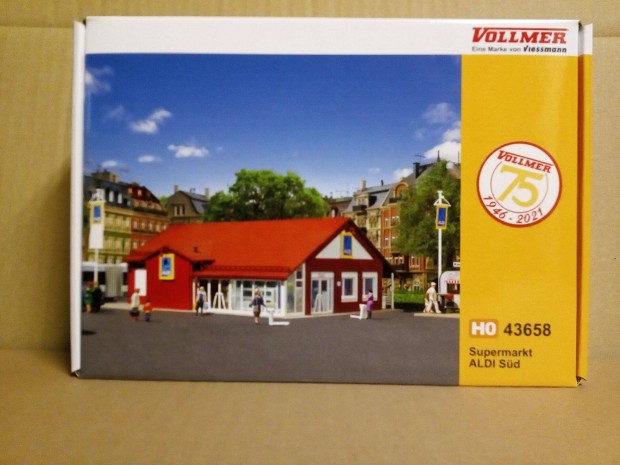 VOLLMER
Eine Marke von Viessmann
VOLLMER
75
1946 - 2021
H0 43658
Supermarkt
ALDI Süd